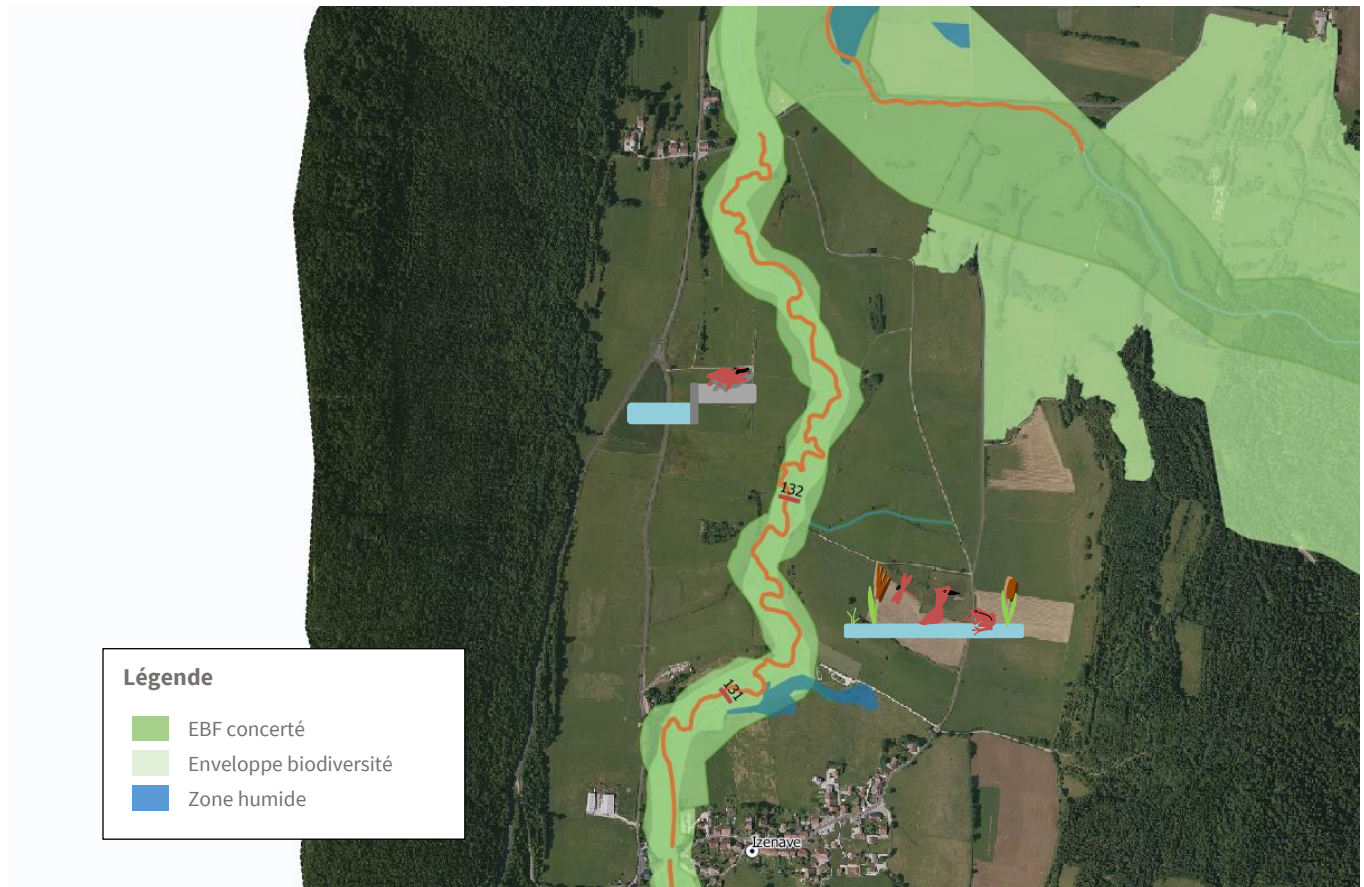 132
131
Légende
EBF concerté
Enveloppe biodiversité
Zone humide
Izenave